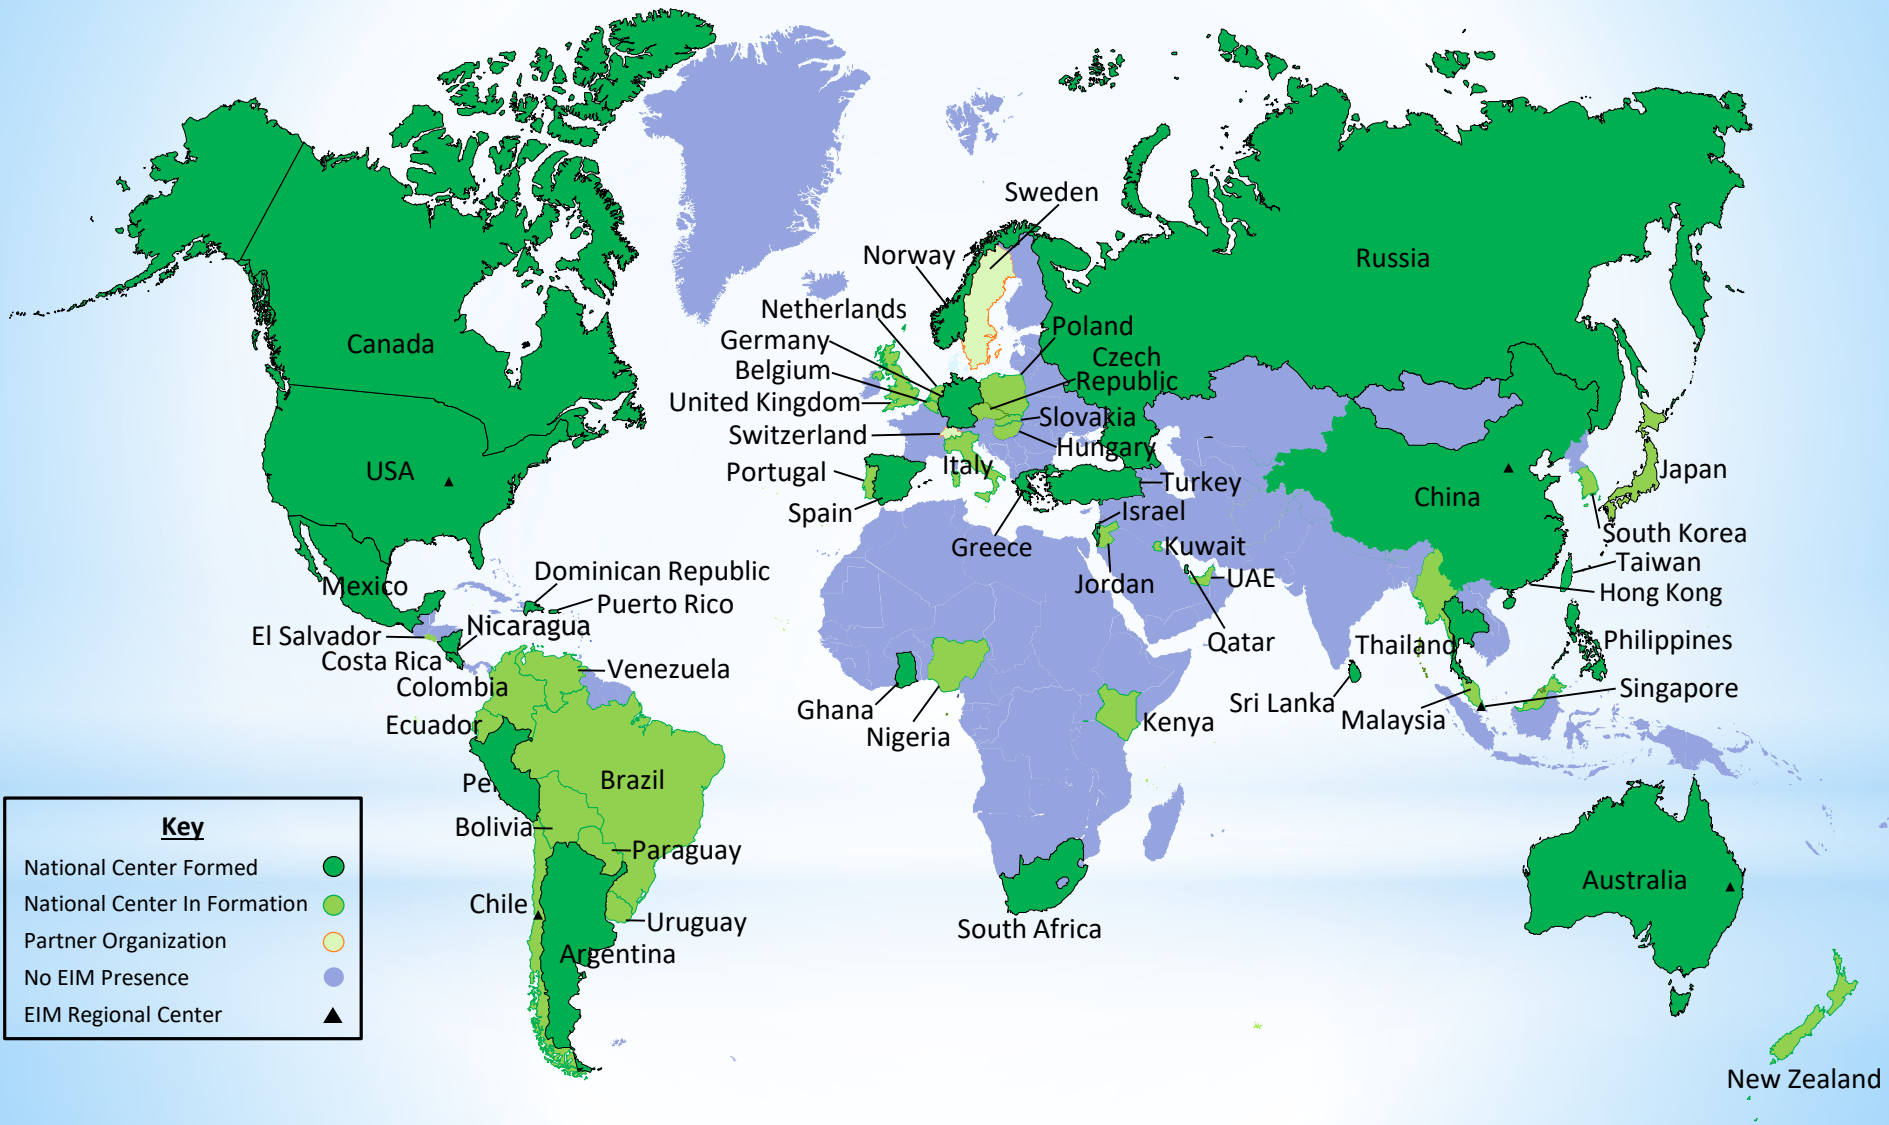 Sweden
Norway
Russia
Netherlands
Poland
Germany
Canada
Czech
Republic
Belgium
United Kingdom
Slovakia
Switzerland
Hungary
Italy
USA
Portugal
Japan
Turkey
China
Spain
Israel
South Korea
Greece
Kuwait
Taiwan
Dominican Republic
Jordan
UAE
Mexico
Hong Kong
Puerto Rico
Nicaragua
El Salvador
Qatar
Thailand
Philippines
Costa Rica
Venezuela
Colombia
Singapore
Sri Lanka
Ghana
Malaysia
Ecuador
Kenya
Nigeria
Pe
Brazil
Bolivia
Paraguay
Australia
Chile
Uruguay
South Africa
Argentina
New Zealand
Key
National Center Formed
National Center In Formation
Partner Organization
No EIM Presence
EIM Regional Center